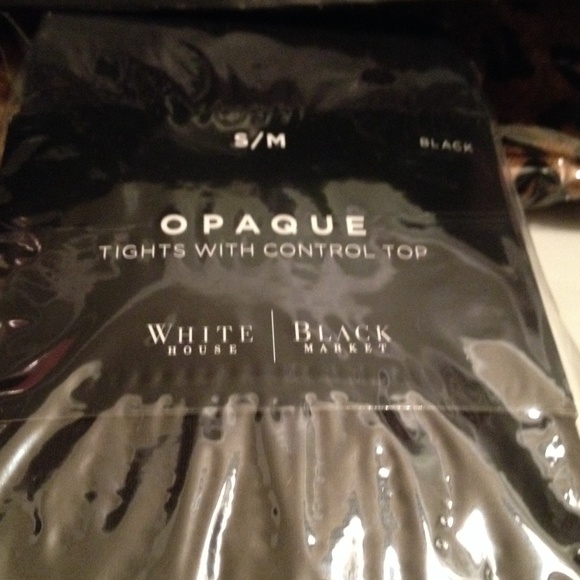 S/M
BLACK
OPAQUE
TIGHTS WITH CONTROL TOP
WHITE HOUSE | BLACK MARKET